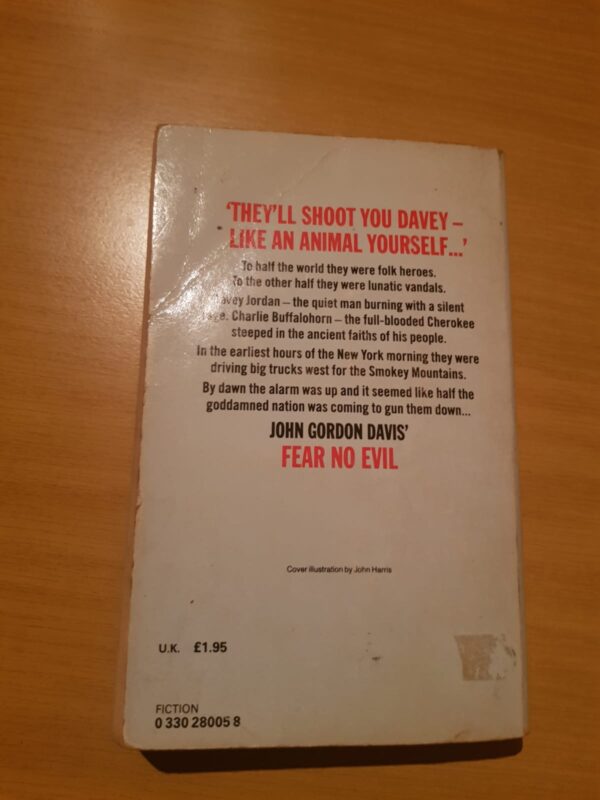 ‘THEY'LL SHOOT YOU DAVEY –
LIKE AN ANIMAL YOURSELF...’
To half the world they were folk heroes.
To the other half they were lunatic vandals.
Davey Jordan – the quiet man burning with a silent
rage. Charlie Buffalohorn – the full-blooded Cherokee
steeped in the ancient faiths of his people.
In the earliest hours of the New York morning they were
driving big trucks west for the Smokey Mountains.
By dawn the alarm was up and it seemed like half the
goddamned nation was coming to gun them down...
JOHN GORDON DAVIS'
FEAR NO EVIL
Cover illustration by John Harris
U.K. £1.95
FICTION
0 330 28005 8